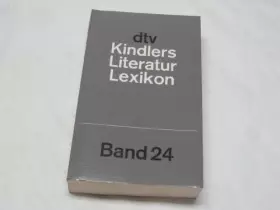 dtv
Kindlers
Literatur
Lexikon
Band 24